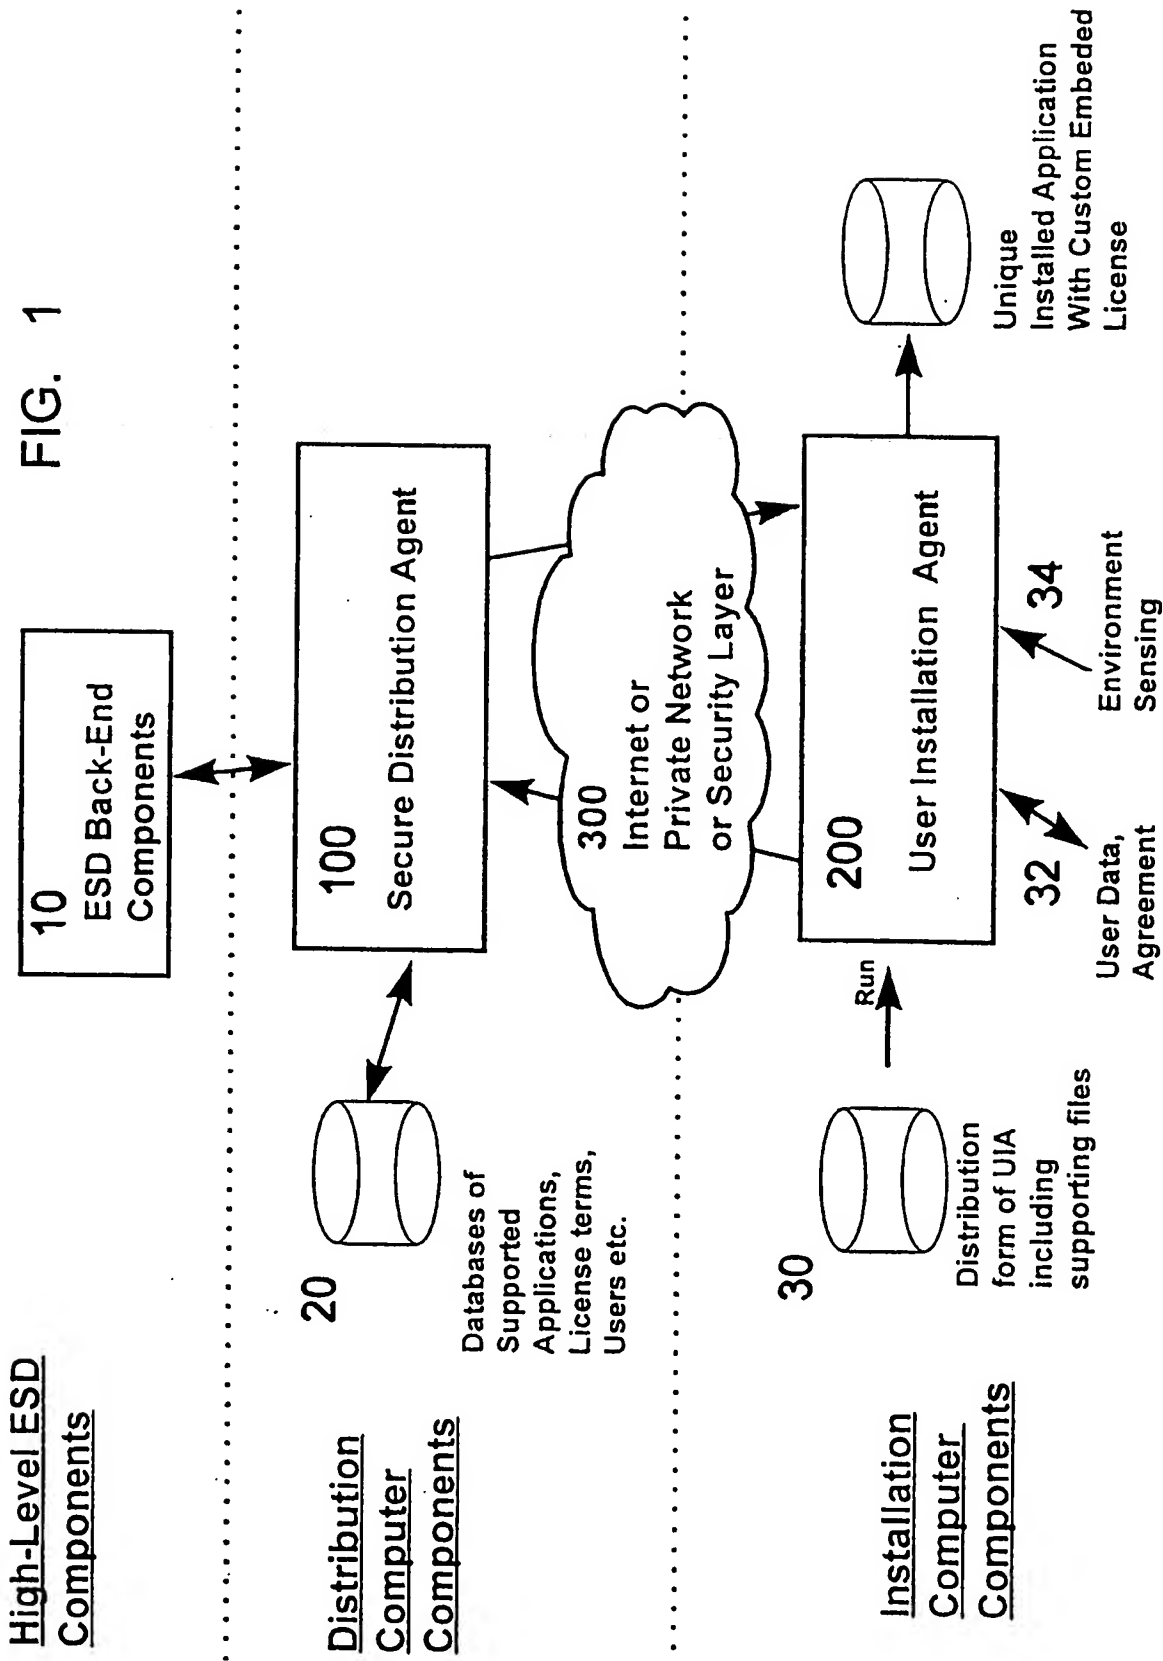 FIG. 1
High-Level ESD
Components
10
ESD Back-End
Components
Distribution
Computer
Components
20
Databases of
Supported
Applications,
License terms,
Users etc.
100
Secure Distribution Agent
300
Internet or
Private Network
or Security Layer
Installation
Computer
Components
30
Distribution
form of UIA
including
supporting files
Run
200
User Installation Agent
32
User Data,
Agreement
34
Environment
Sensing
Unique
Installed Application
With Custom Embeded
License